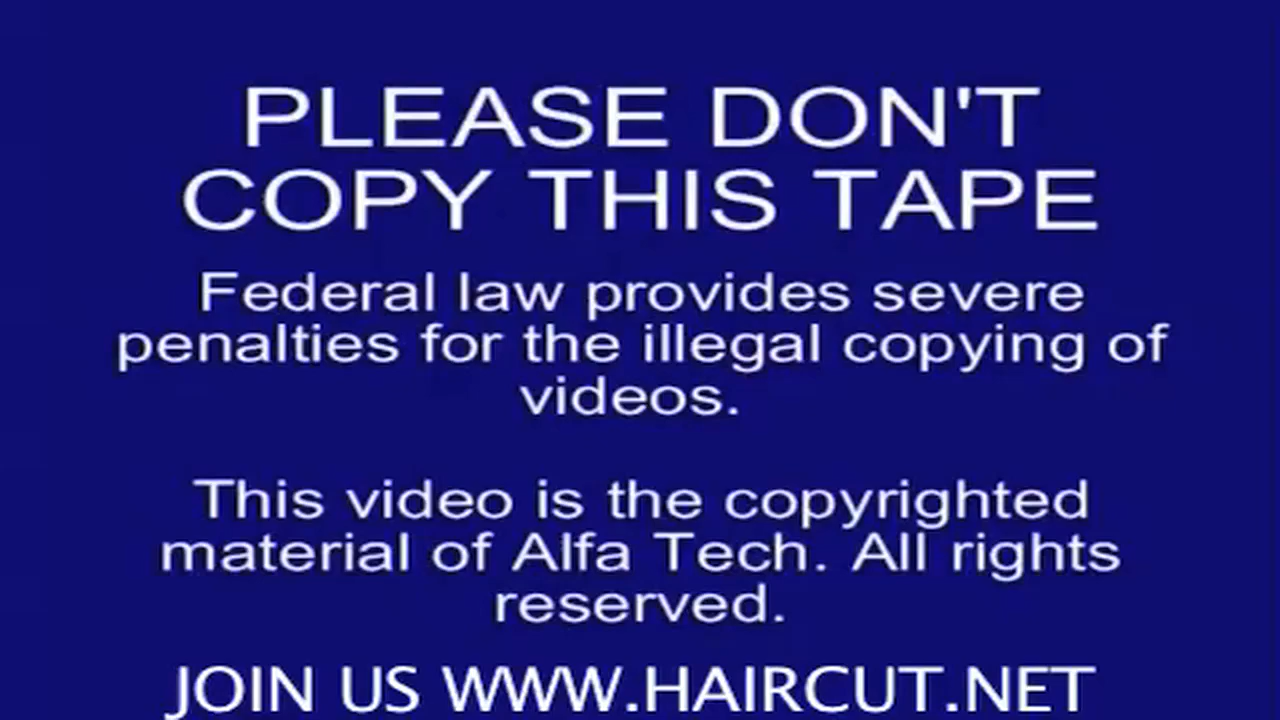 PLEASE DON'T
COPY THIS TAPE
Federal law provides severe
penalties for the illegal copying of
videos.
This video is the copyrighted
material of Alfa Tech. All rights
reserved.
JOIN US WWW.HAIRCUT.NET